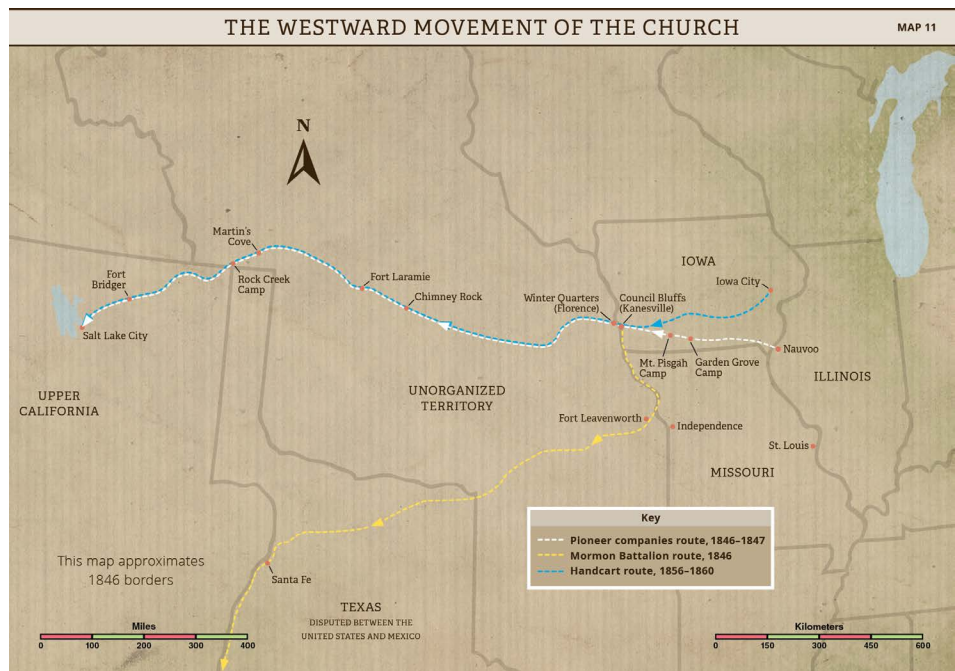 THE WESTWARD MOVEMENT OF THE CHURCH
MAP 11
N
Martin's
Cove
Fort
Bridger
Rock Creek
Camp
Fort Laramie
Chimney Rock
Salt Lake City
IOWA
Iowa City
Winter Quarters
(Florence)
Council Bluffs
(Kanesville)
Nauvoo
Mt. Pisgah
Camp
Garden Grove
Camp
ILLINOIS
UPPER
CALIFORNIA
UNORGANIZED
TERRITORY
Fort Leavenworth
Independence
St. Louis
MISSOURI
Key
Pioneer companies route, 1846–1847
Mormon Battalion route, 1846
Handcart route, 1856–1860
This map approximates
1846 borders
Santa Fe
TEXAS
DISPUTED BETWEEN THE
UNITED STATES AND MEXICO
Miles
0 100 200 300 400
Kilometers
0 150 300 450 600